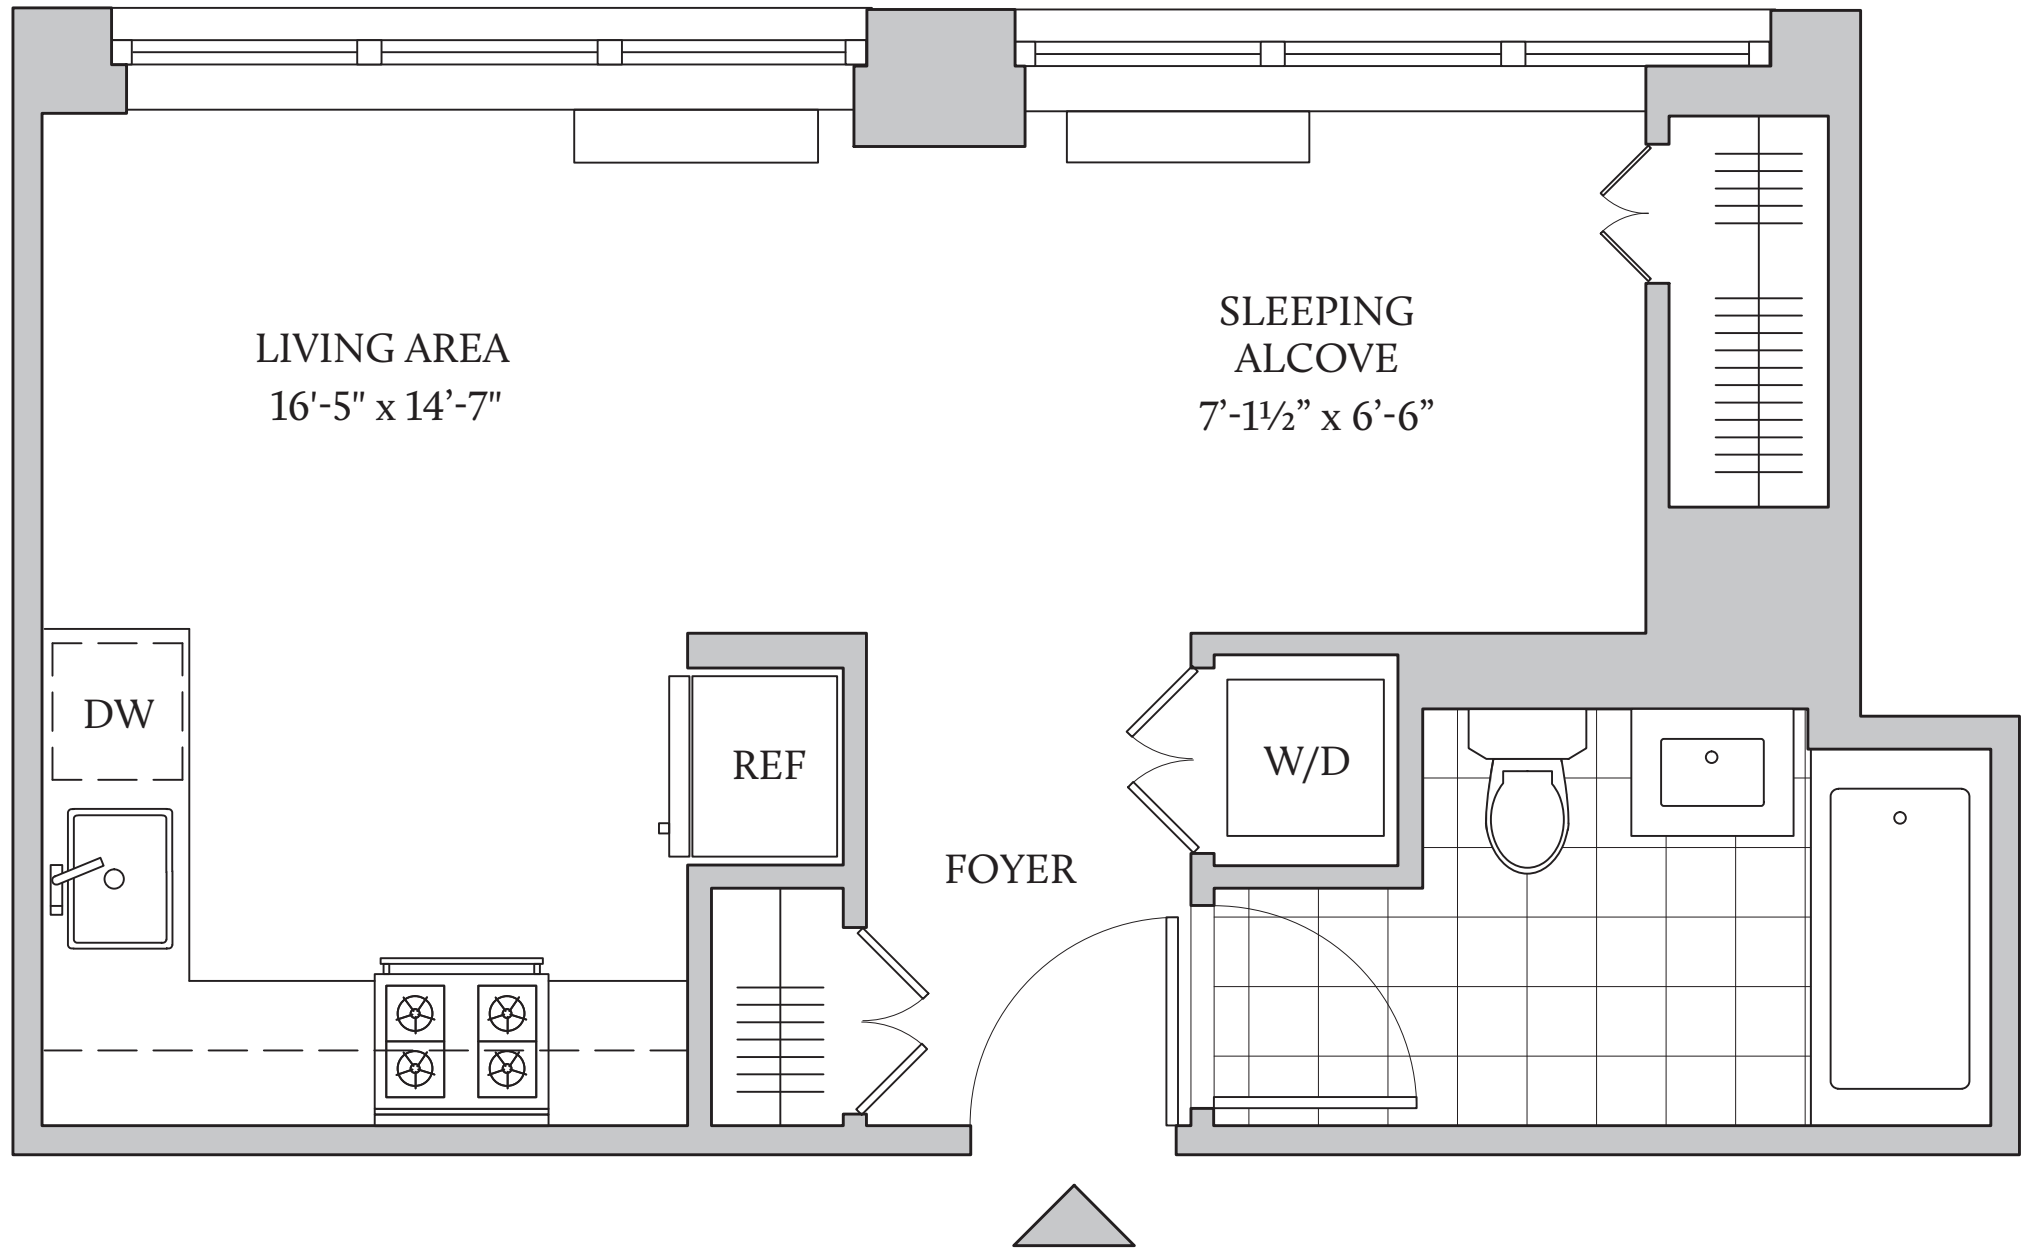 LIVING AREA
16'-5" x 14’-7"
SLEEPING
ALCOVE
7’-1½” x 6’-6”
DW
REF
W/D
FOYER